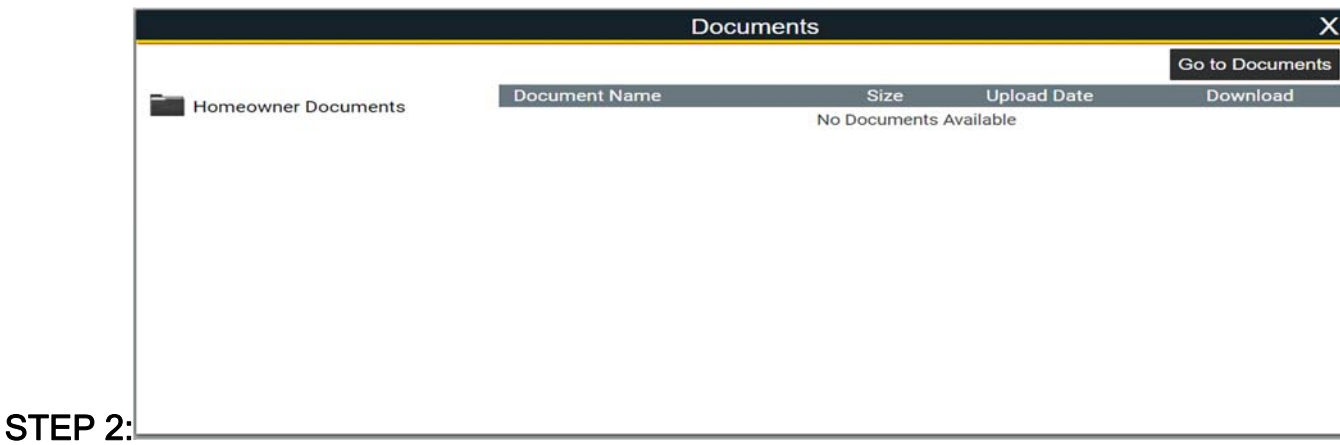 Documents X
Go to Documents
Homeowner Documents
Document Name Size Upload Date Download
No Documents Available
STEP 2: